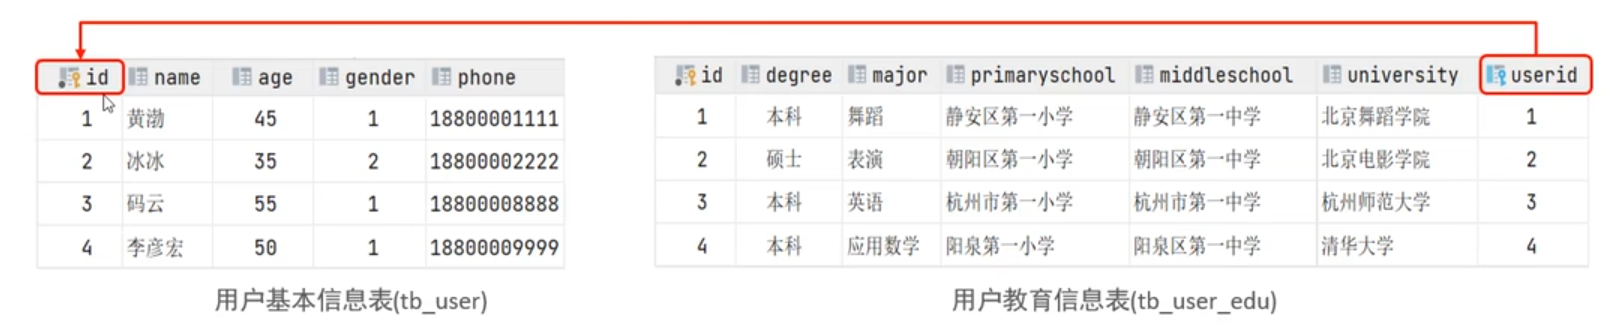 id name age gender phone
1 黄渤 45 1 18800001111
2 冰冰 35 2 18800002222
3 码云 55 1 18800008888
4 李彦宏 50 1 18800009999
用户基本信息表(tb_user)
id degree major primaryschool middleschool university userid
1 本科 舞蹈 静安区第一小学 静安区第一中学 北京舞蹈学院 1
2 硕士 表演 朝阳区第一小学 朝阳区第一中学 北京电影学院 2
3 本科 英语 杭州市第一小学 杭州市第一中学 杭州师范大学 3
4 本科 应用数学 阳泉第一小学 阳泉区第一中学 清华大学 4
用户教育信息表(tb_user_edu)